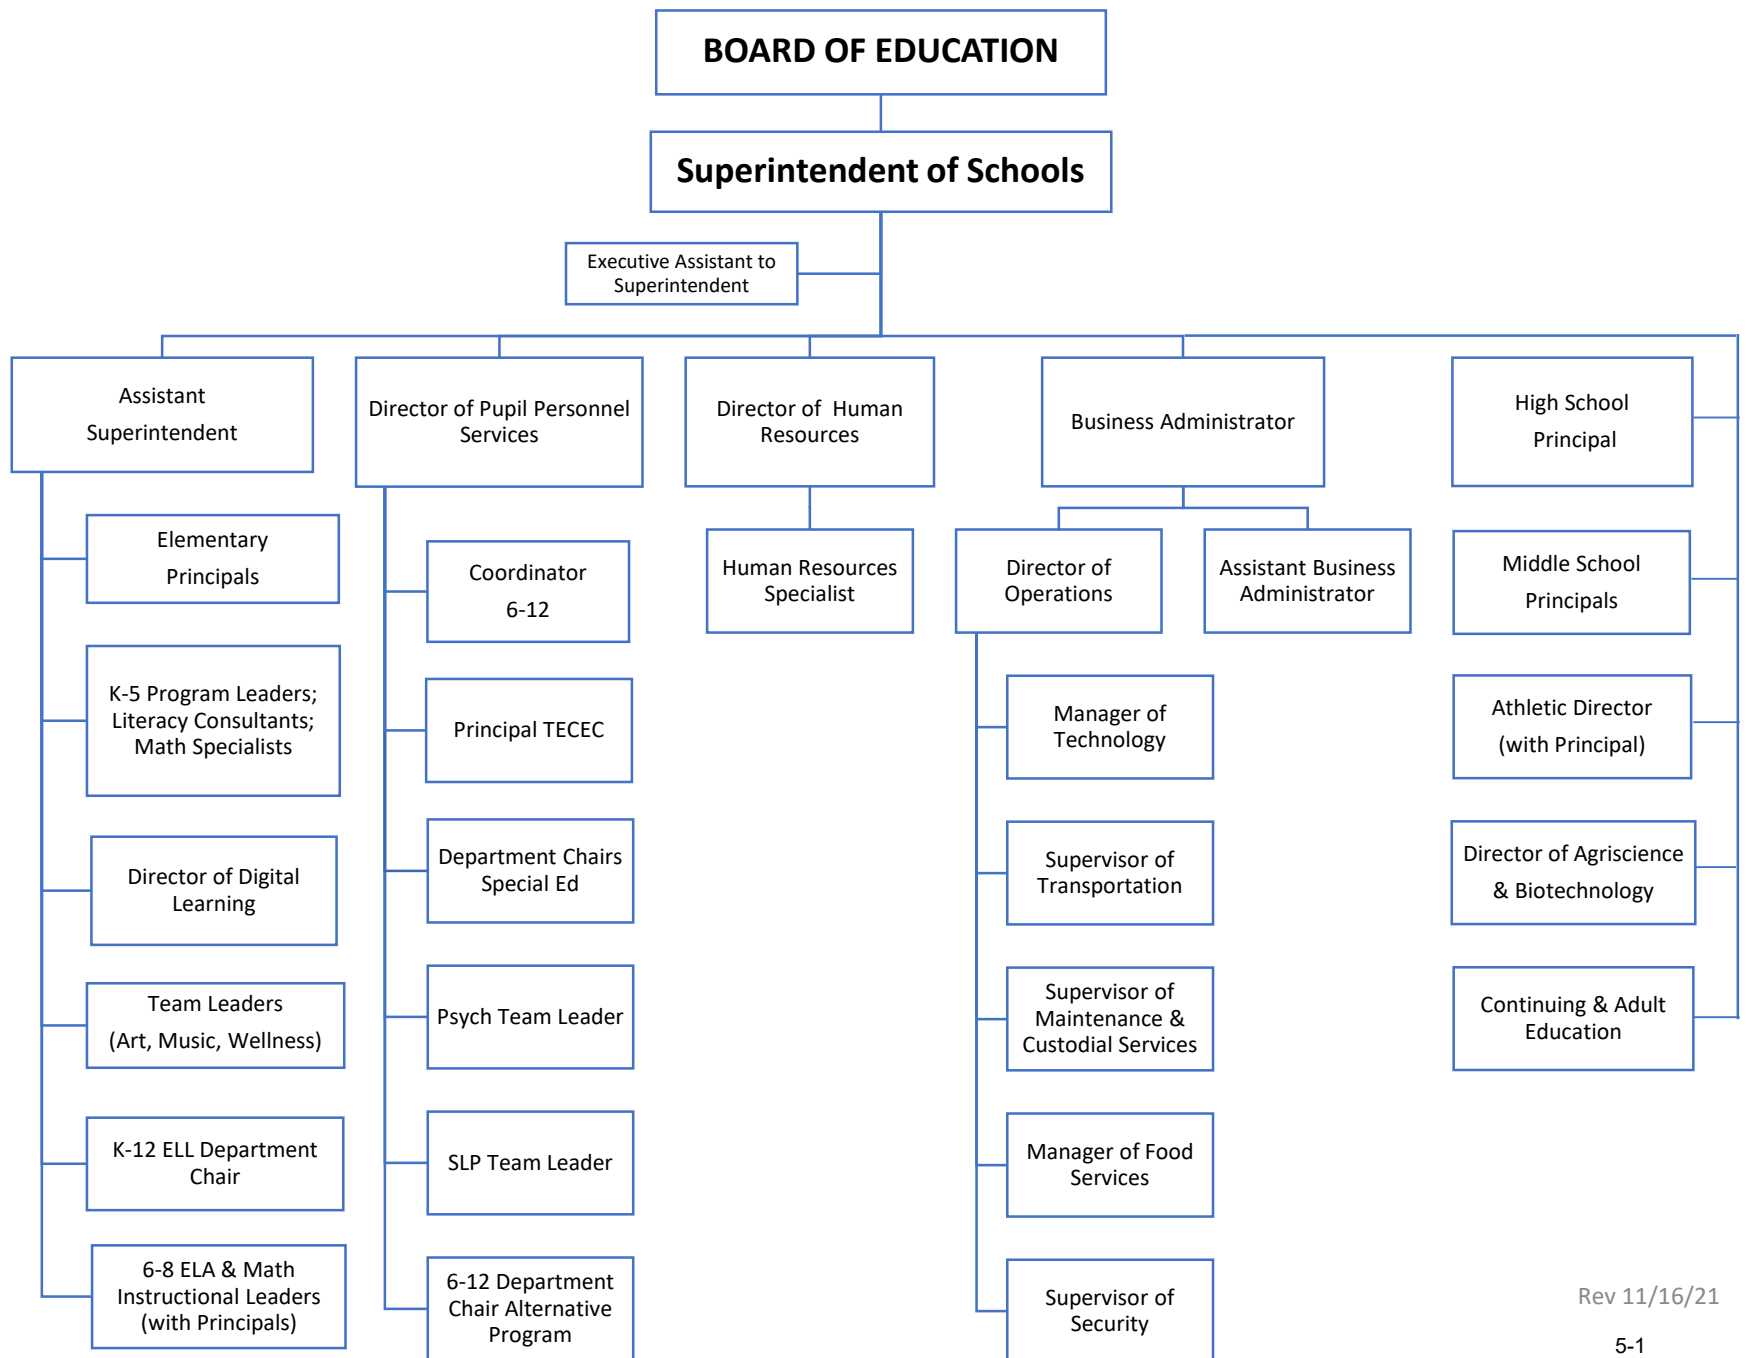 BOARD OF EDUCATION
Superintendent of Schools
Executive Assistant to
Superintendent
Assistant
Superintendent
Elementary
Principals
K-5 Program Leaders;
Literacy Consultants;
Math Specialists
Director of Digital
Learning
Team Leaders
(Art, Music, Wellness)
K-12 ELL Department
Chair
6-8 ELA & Math
Instructional Leaders
(with Principals)
Director of Pupil Personnel
Services
Coordinator
6-12
Principal TECEC
Department Chairs
Special Ed
Psych Team Leader
SLP Team Leader
6-12 Department
Chair Alternative
Program
Director of  Human
Resources
Human Resources
Specialist
Business Administrator
Director of
Operations
Manager of
Technology
Supervisor of
Transportation
Supervisor of
Maintenance &
Custodial Services
Manager of Food
Services
Supervisor of
Security
Assistant Business
Administrator
High School
Principal
Middle School
Principals
Athletic Director
(with Principal)
Director of Agriscience
& Biotechnology
Continuing & Adult
Education
Rev 11/16/21
5-1